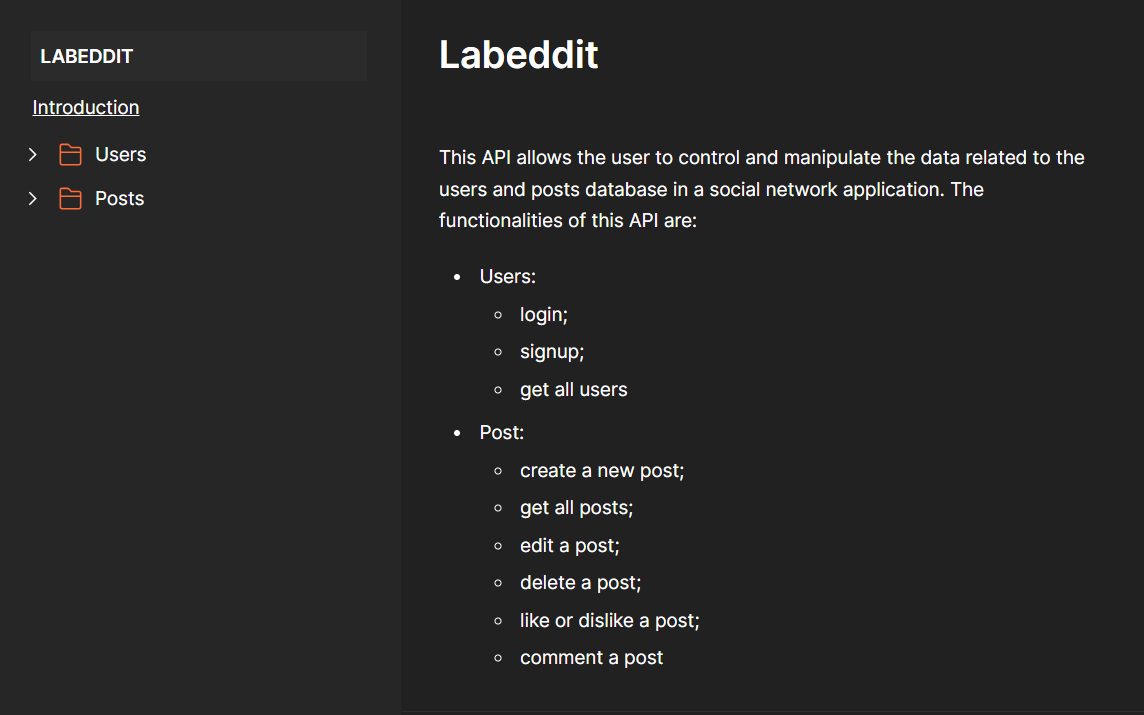 LABEDDIT
Introduction
Users
Posts
Labeddit
This API allows the user to control and manipulate the data related to the
users and posts database in a social network application. The
functionalities of this API are:
Users:
login;
signup;
get all users
Post:
create a new post;
get all posts;
edit a post;
delete a post;
like or dislike a post;
comment a post